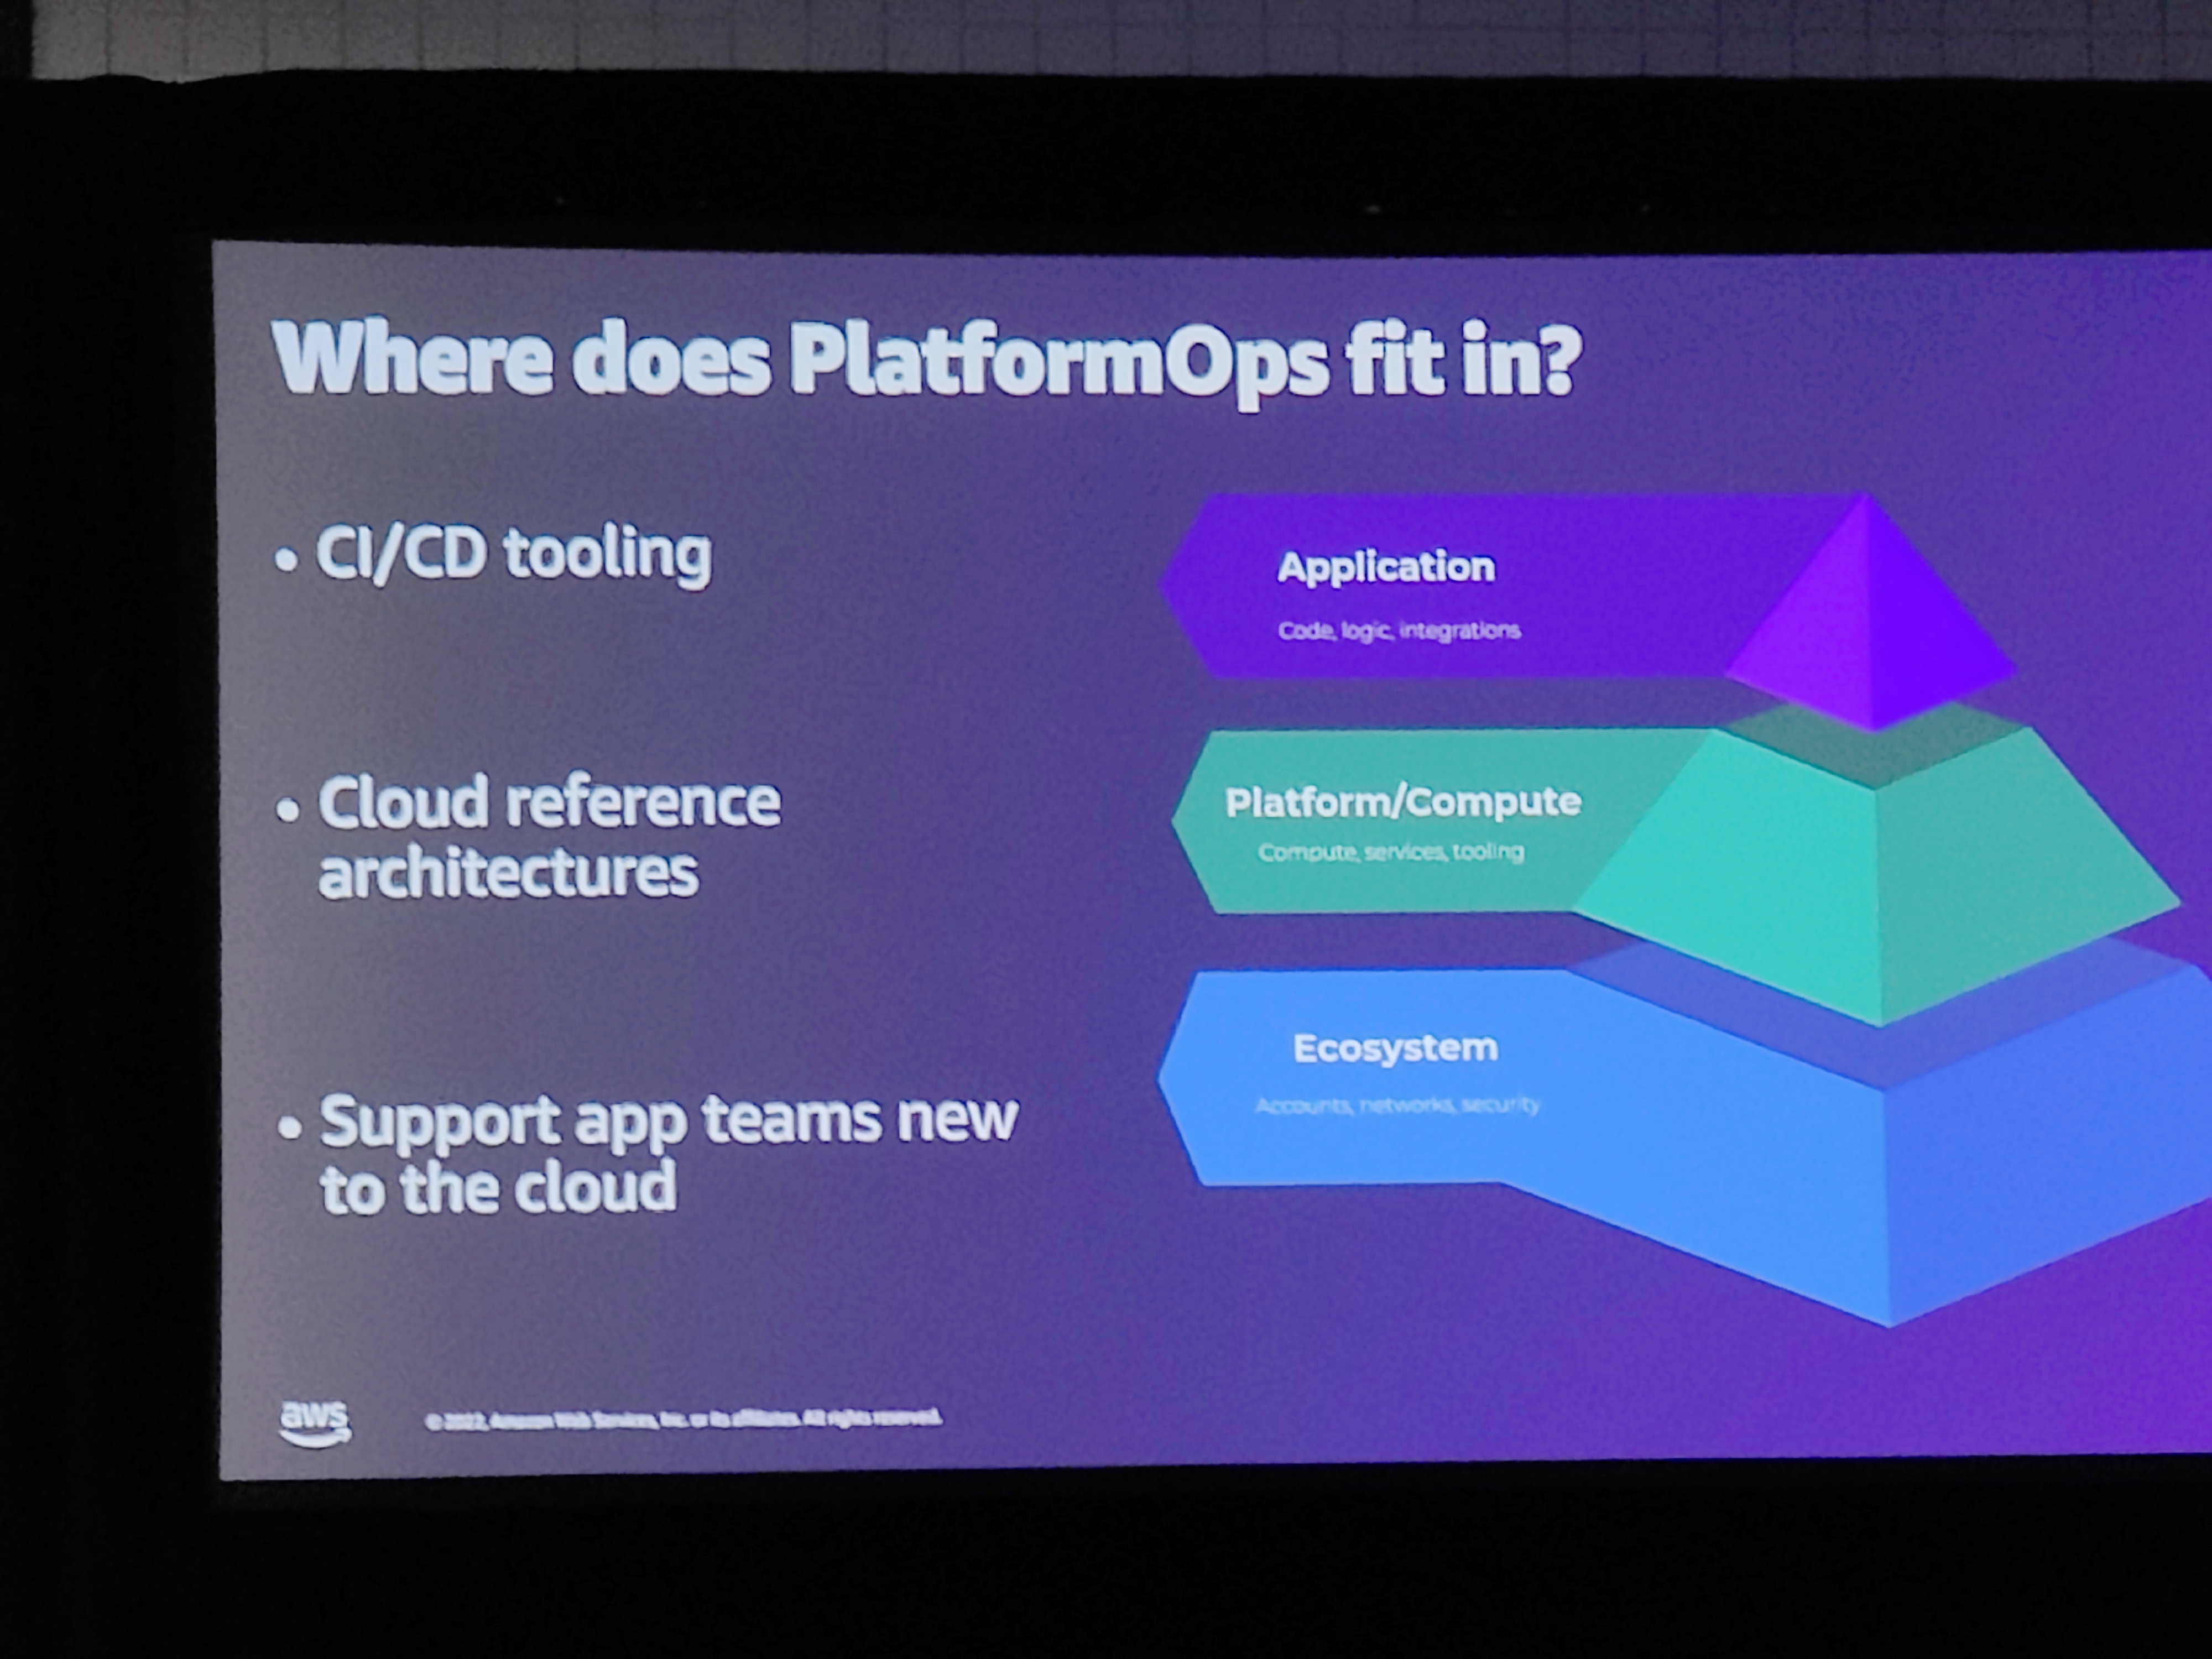 Where does PlatformOps fit in?
• CI/CD tooling
• Cloud reference
architectures
• Support app teams new
to the cloud
Application
Code, logic, integrations
Platform/Compute
Compute, services, tooling
Ecosystem
Accounts, networks, security
aws
© 2022, Amazon Web Services, Inc. or its affiliates. All rights reserved.